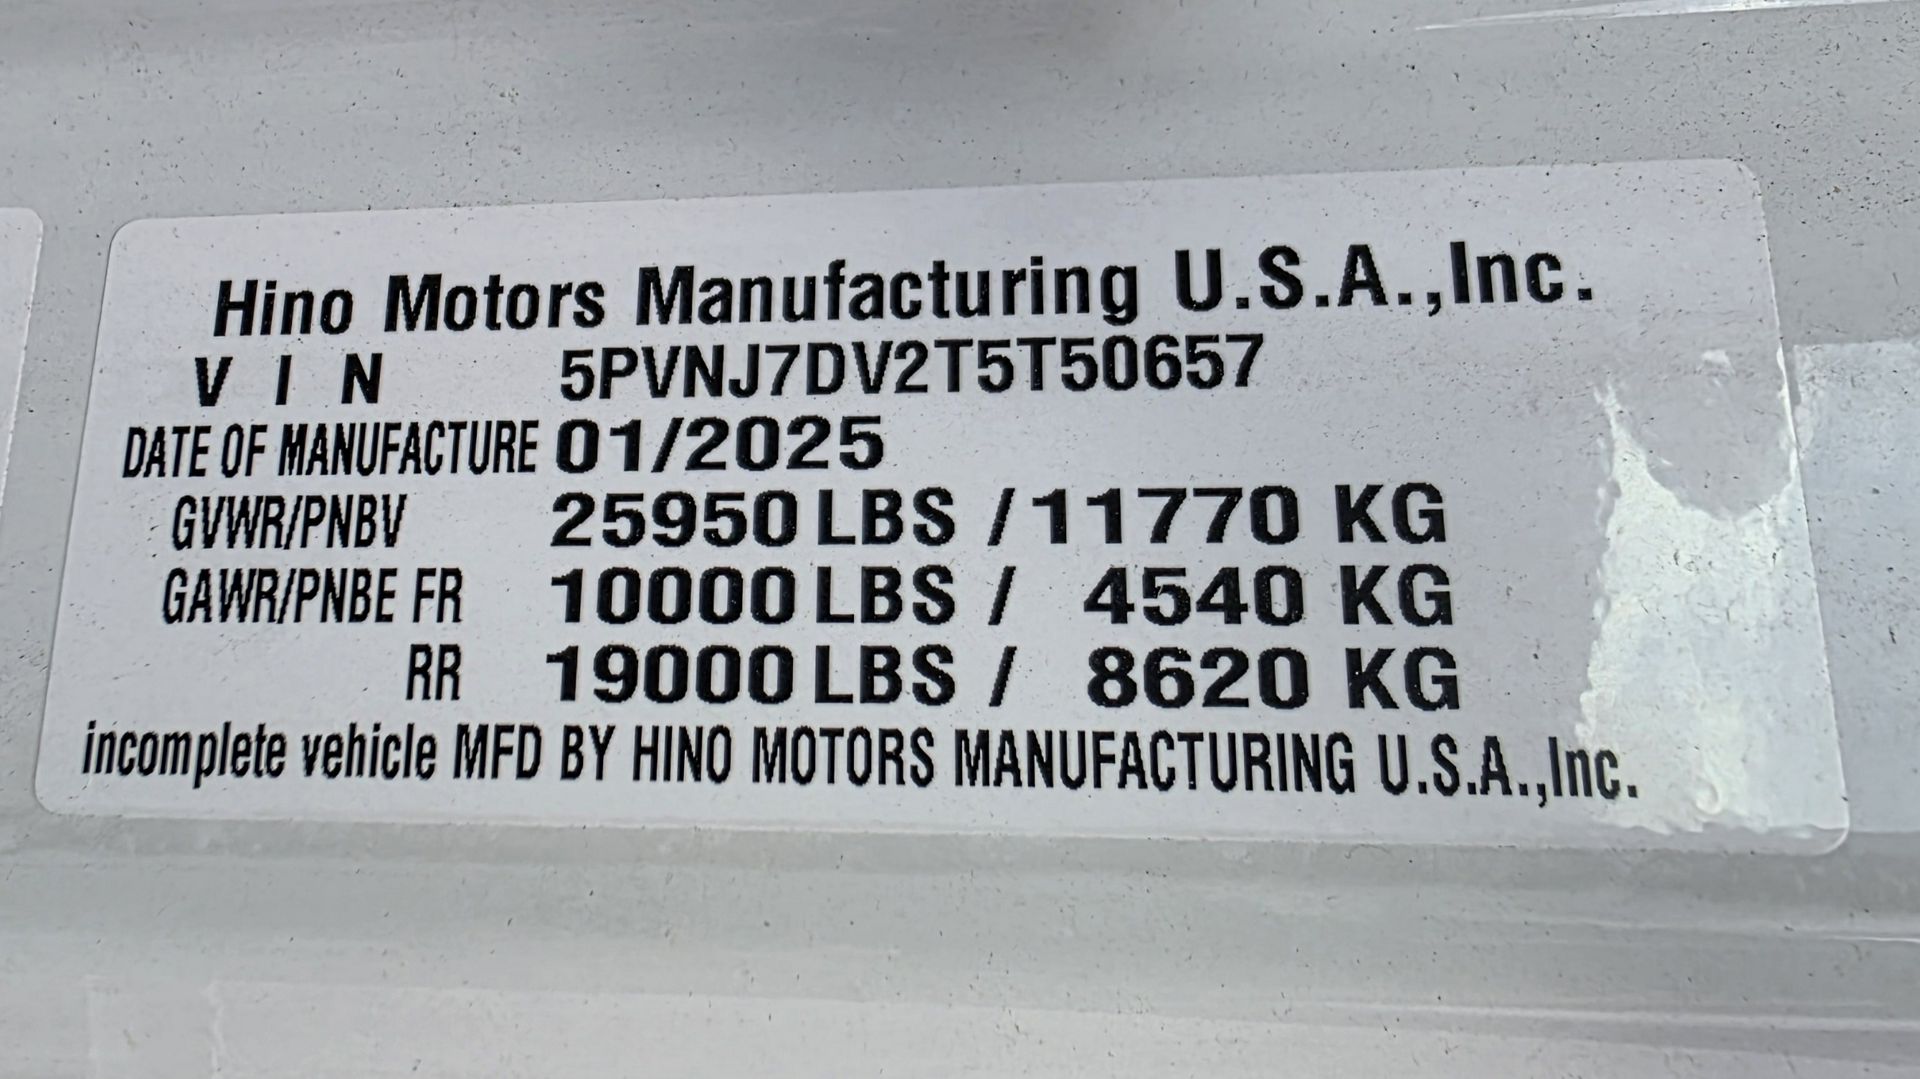 Hino Motors Manufacturing U.S.A.,Inc.
VIN 5PVNJ7DV2T5T50657
DATE OF MANUFACTURE 01/2025
GVWR/PNBV 25950 LBS / 11770 KG
GAWR/PNBE FR 10000 LBS / 4540 KG
RR 19000 LBS / 8620 KG
incomplete vehicle MFD BY HINO MOTORS MANUFACTURING U.S.A.,Inc.